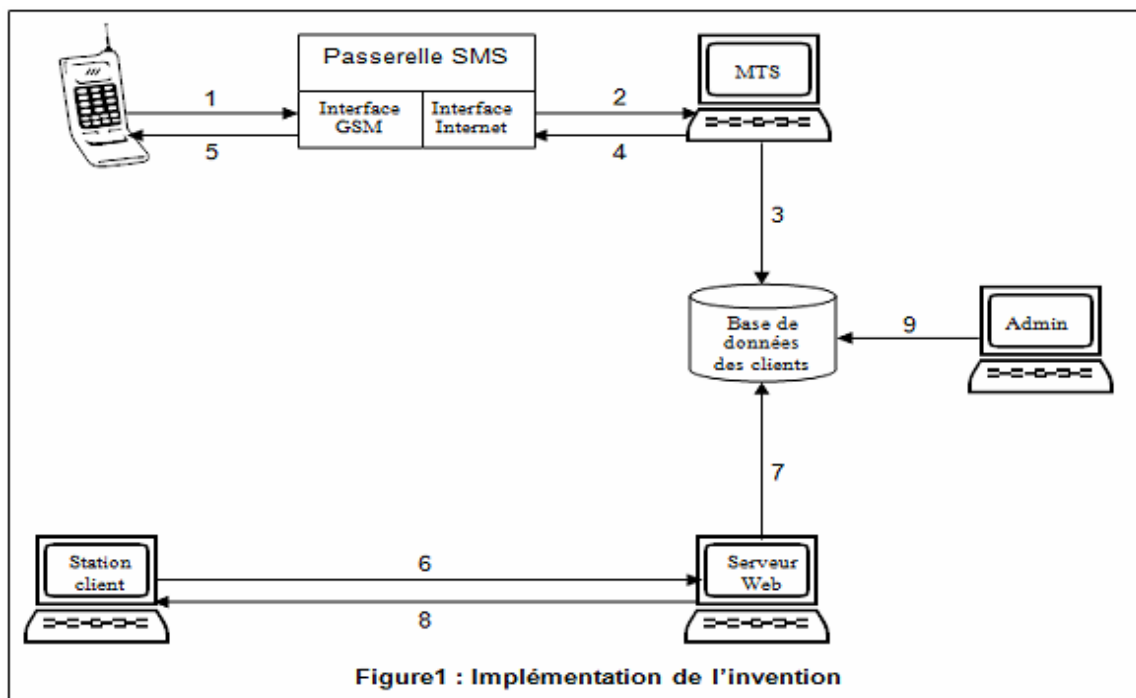 Passerelle SMS
MTS
1
Interface
GSM
Interface
Internet
2
5
4
3
Base de
données
des clients
9
Admin
7
Station
client
6
Serveur
Web
8
Figure1 : Implémentation de l'invention